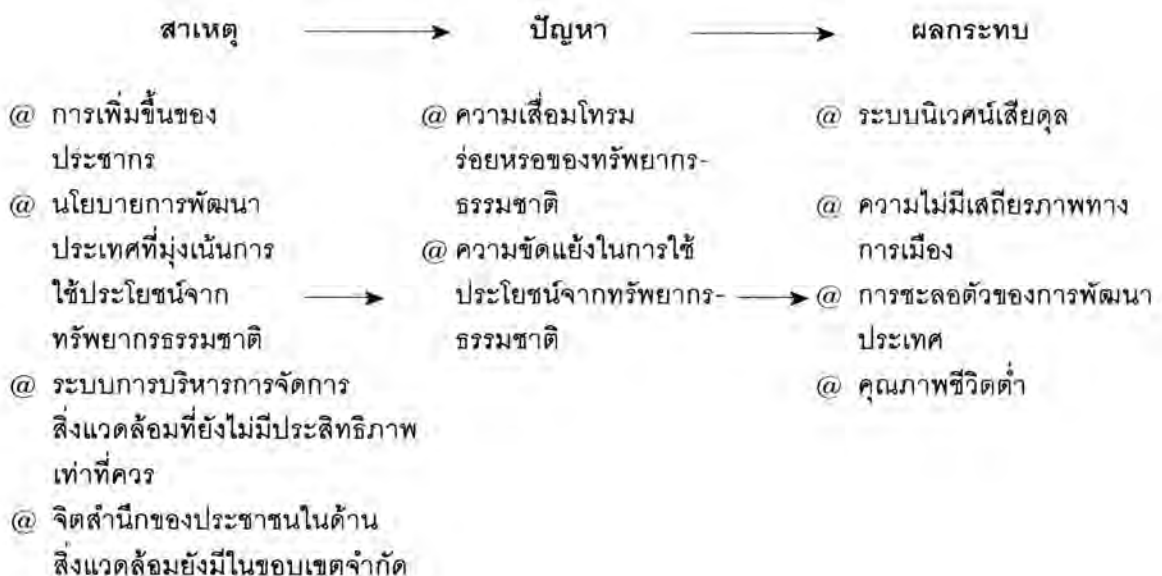 สาเหตุ ปัญหา ผลกระทบ
@ การเพิ่มขึ้นของ
ประชากร
@ นโยบายการพัฒนา
ประเทศที่มุ่งเน้นการ
ใช้ประโยชน์จาก
ทรัพยากรธรรมชาติ
@ ระบบการบริหารการจัดการ
สิ่งแวดล้อมที่ยังไม่มีประสิทธิภาพ
เท่าที่ควร
@ จิตสำนึกของประชาชนในด้าน
สิ่งแวดล้อมยังมีในขอบเขตจำกัด
@ ความเสื่อมโทรม
ร่อยหรอของทรัพยากร-
ธรรมชาติ
@ ความขัดแย้งในการใช้
ประโยชน์จากทรัพยากร-
ธรรมชาติ
@ ระบบนิเวศน์เสียดุล
@ ความไม่มีเสถียรภาพทาง
การเมือง
@ การชะลอตัวของการพัฒนา
ประเทศ
@ คุณภาพชีวิตต่ำ